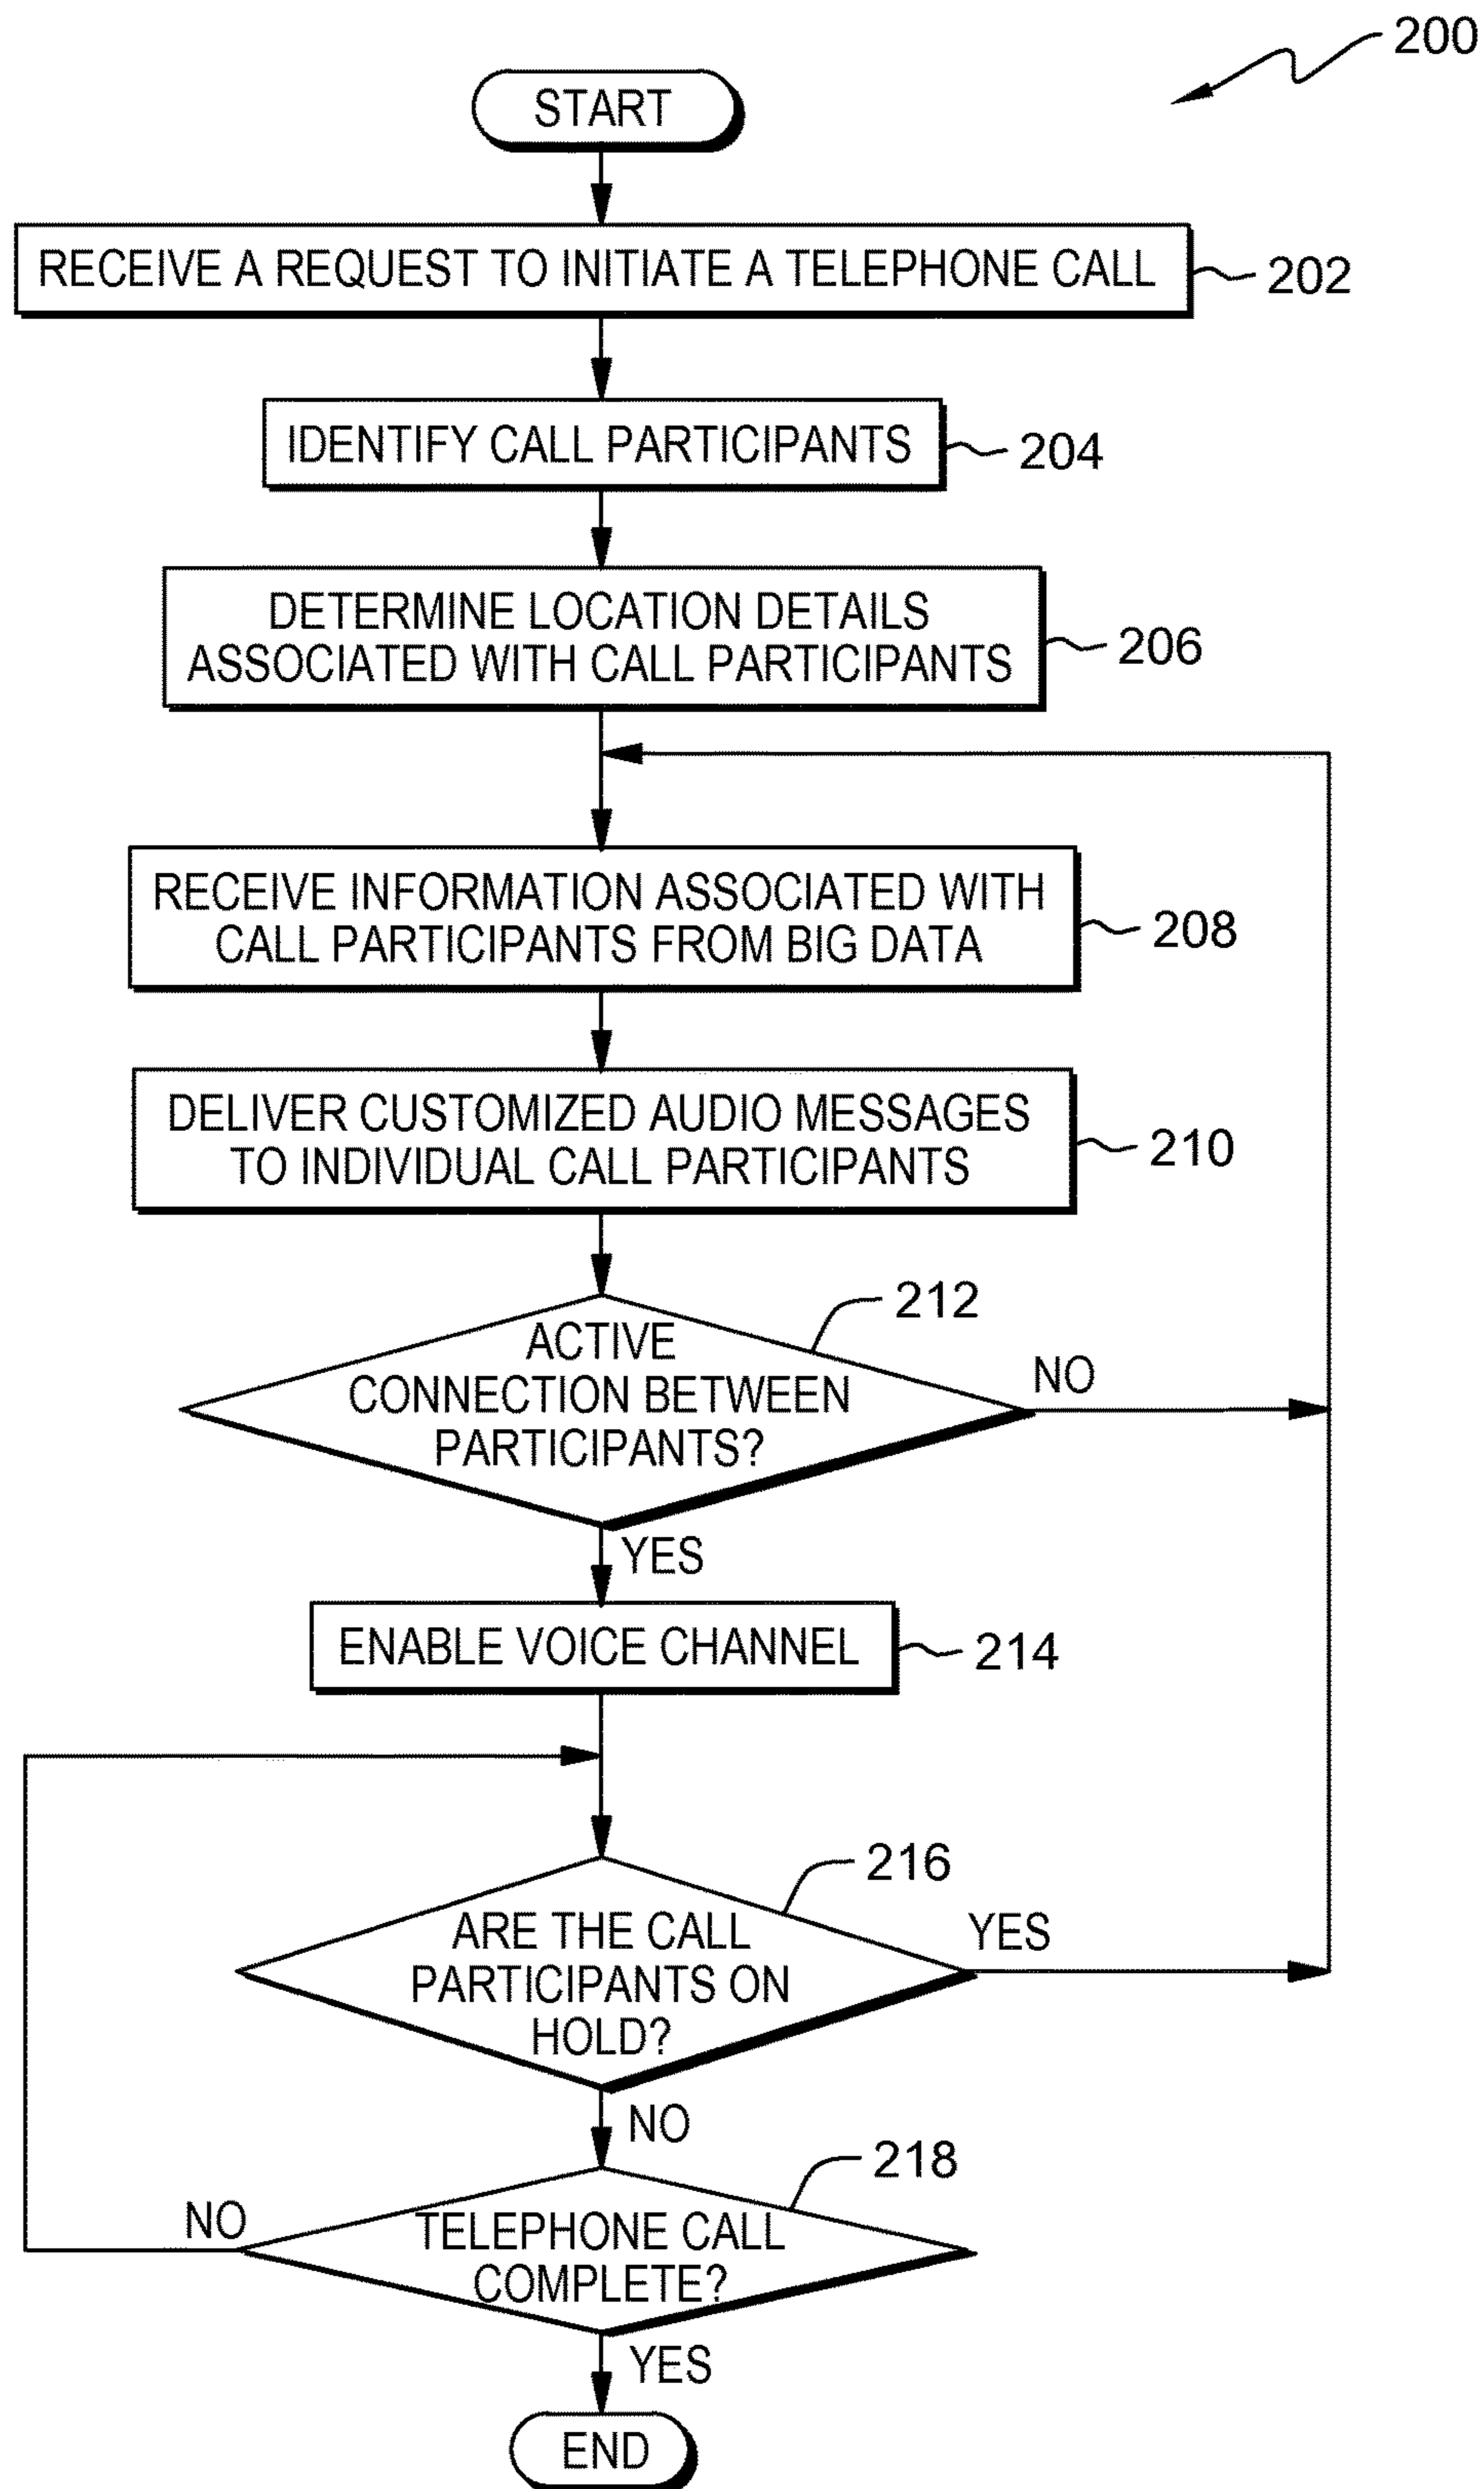 200
START
RECEIVE A REQUEST TO INITIATE A TELEPHONE CALL
202
IDENTIFY CALL PARTICIPANTS
204
DETERMINE LOCATION DETAILS
ASSOCIATED WITH CALL PARTICIPANTS
206
RECEIVE INFORMATION ASSOCIATED WITH
CALL PARTICIPANTS FROM BIG DATA
208
DELIVER CUSTOMIZED AUDIO MESSAGES
TO INDIVIDUAL CALL PARTICIPANTS
210
212
ACTIVE
CONNECTION BETWEEN
PARTICIPANTS?
NO
YES
ENABLE VOICE CHANNEL
214
216
ARE THE CALL
PARTICIPANTS ON
HOLD?
YES
NO
218
TELEPHONE CALL
COMPLETE?
NO
YES
END